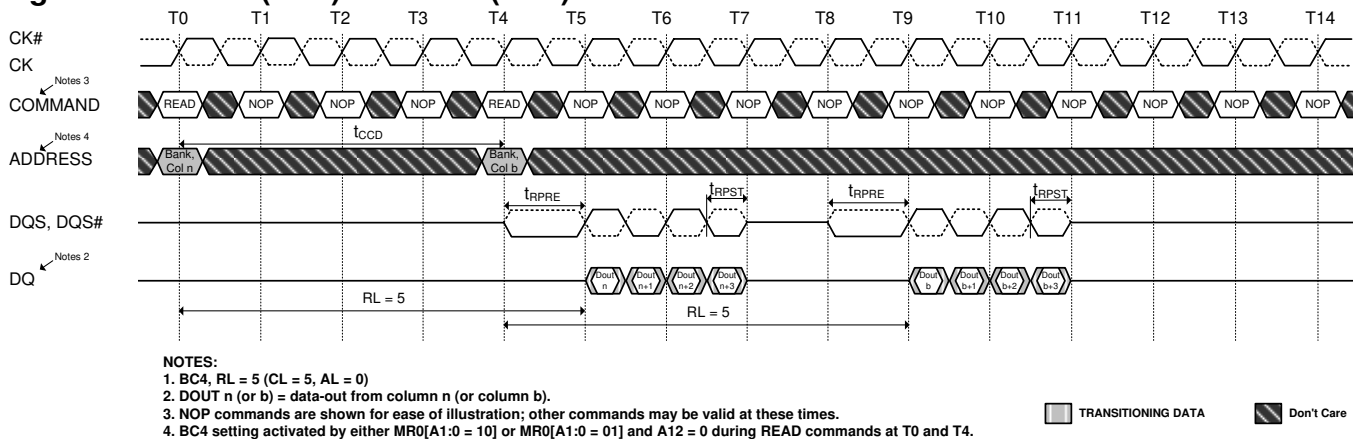 T0 T1 T2 T3 T4 T5 T6 T7 T8 T9 T10 T11 T12 T13 T14
CK#
CK
Notes 3
COMMAND READ NOP NOP NOP READ NOP NOP NOP NOP NOP NOP NOP NOP NOP NOP
tCCD
Notes 4
ADDRESS Bank, Col n Bank, Col b
tRPRE tRPST tRPRE tRPST
DQS, DQS#
Notes 2
DQ Dout n Dout n+1 Dout n+2 Dout n+3 Dout b Dout b+1 Dout b+2 Dout b+3
RL = 5
RL = 5
NOTES:
1. BC4, RL = 5 (CL = 5, AL = 0)
2. DOUT n (or b) = data-out from column n (or column b).
3. NOP commands are shown for ease of illustration; other commands may be valid at these times.
4. BC4 setting activated by either MR0[A1:0 = 10] or MR0[A1:0 = 01] and A12 = 0 during READ commands at T0 and T4.
TRANSITIONING DATA Don't Care